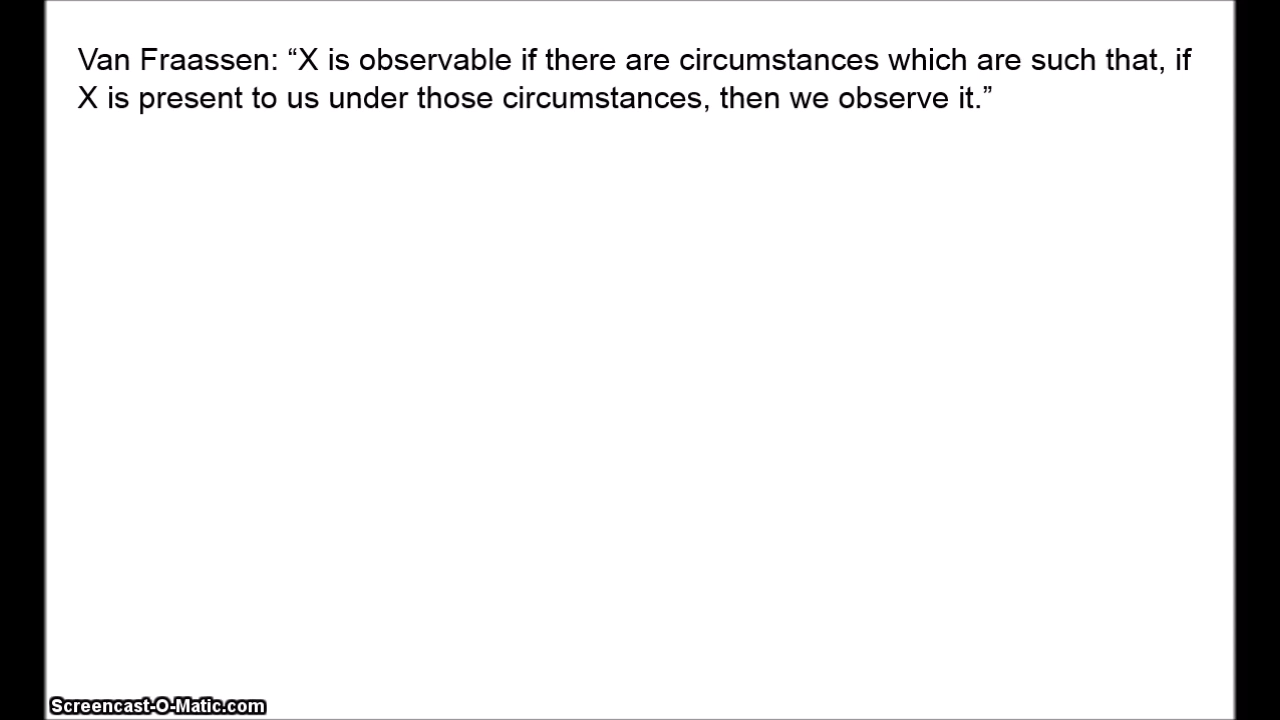 Van Fraassen: “X is observable if there are circumstances which are such that, if
X is present to us under those circumstances, then we observe it.”
Screencast-O-Matic.com